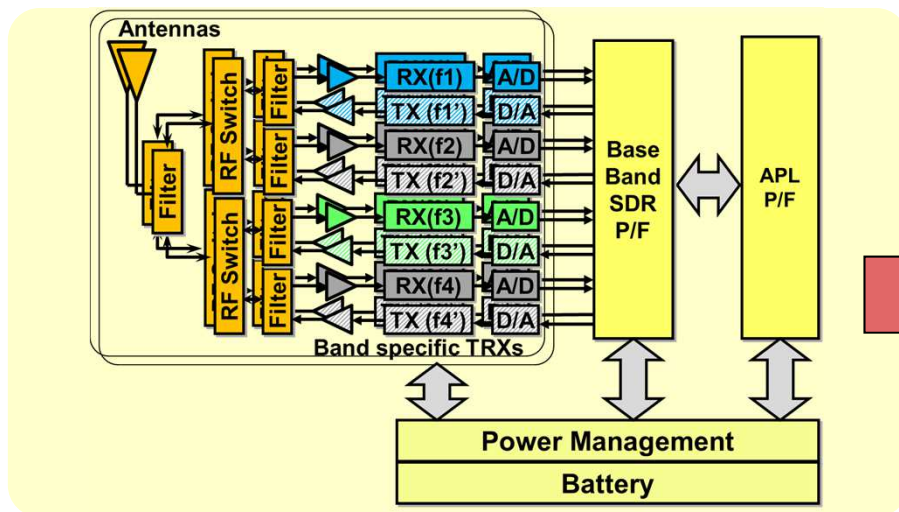 Antennas
Filter
RF Switch
RF Switch
Filter
Filter
Filter
Filter
RX(f1)
A/D
TX (f1')
D/A
RX(f2)
A/D
TX (f2')
D/A
RX(f3)
A/D
TX (f3')
D/A
RX(f4)
A/D
TX (f4')
D/A
Band specific TRXs
Base
Band
SDR
P/F
APL
P/F
Power Management
Battery